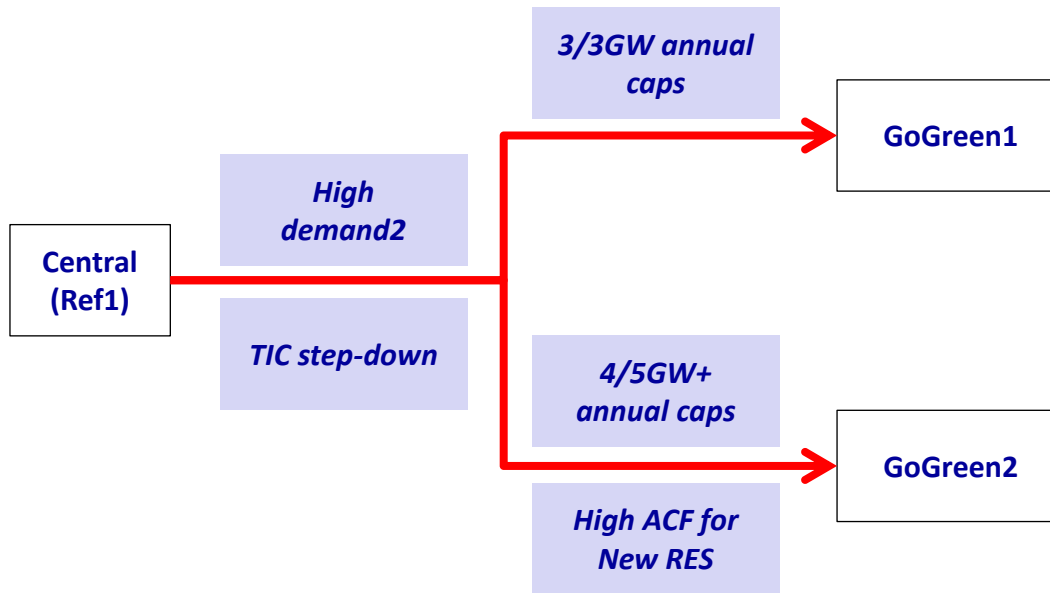 3/3GW annual
caps
GoGreen1
High
demand2
Central
(Ref1)
TIC step-down
4/5GW+
annual caps
GoGreen2
High ACF for
New RES